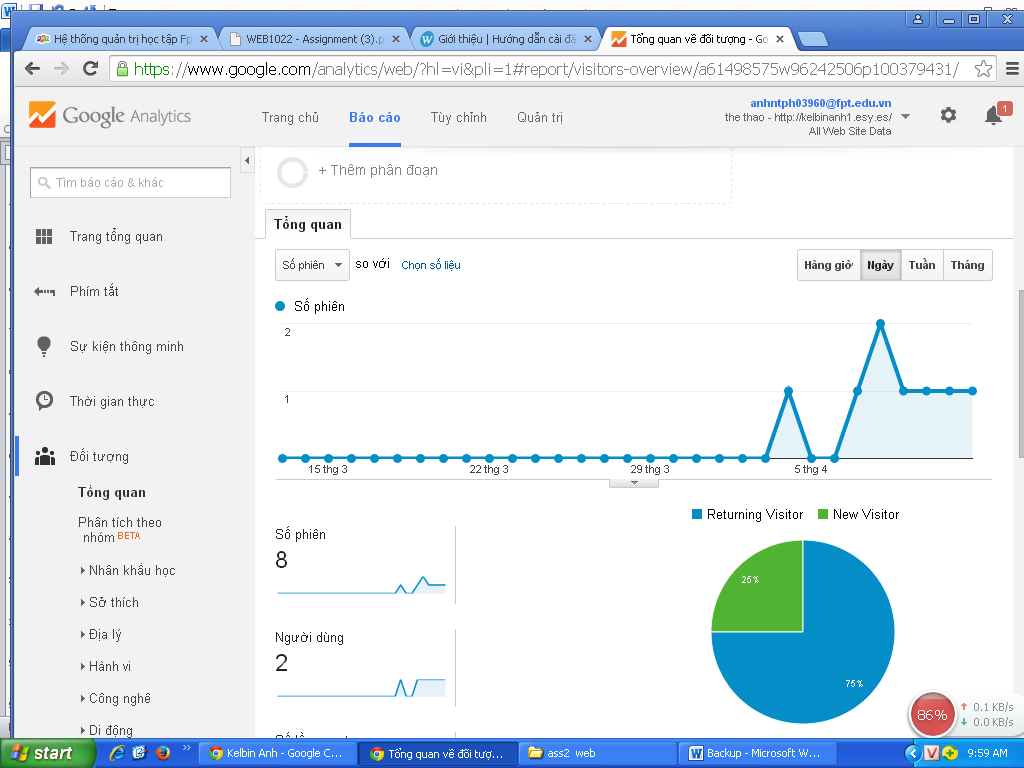 Hệ thống quản trị học tập Fp
WEB1022 - Assignment (3).p
Giới thiệu | Hướng dẫn cài đặ
Tổng quan về đối tượng - Go
https://www.google.com/analytics/web/?hl=vi&pli=1#report/visitors-overview/a61498575w96242506p100379431/
Google Analytics
Trang chủ
Báo cáo
Tùy chỉnh
Quản trị
anhntph03960@fpt.edu.vn
the thao - http://kelbinanh1.esy.es/
All Web Site Data
1
Tìm báo cáo & khác
Trang tổng quan
Phím tắt
Sự kiện thông minh
Thời gian thực
Đối tượng
Tổng quan
Phân tích theo
nhóm BETA
Nhân khẩu học
Sở thích
Địa lý
Hành vi
Công nghệ
Di động
+ Thêm phân đoạn
Tổng quan
Số phiên
so với
Chọn số liệu
Hàng giờ
Ngày
Tuần
Tháng
Số phiên
2
1
15 thg 3
22 thg 3
29 thg 3
5 thg 4
Số phiên
8
Người dùng
2
Returning Visitor
New Visitor
25%
75%
86%
0.1 KB/s
0.0 KB/s
start
Kelbin Anh - Google C...
Tổng quan về đối tượ...
ass2 web
Backup - Microsoft W...
9:59 AM